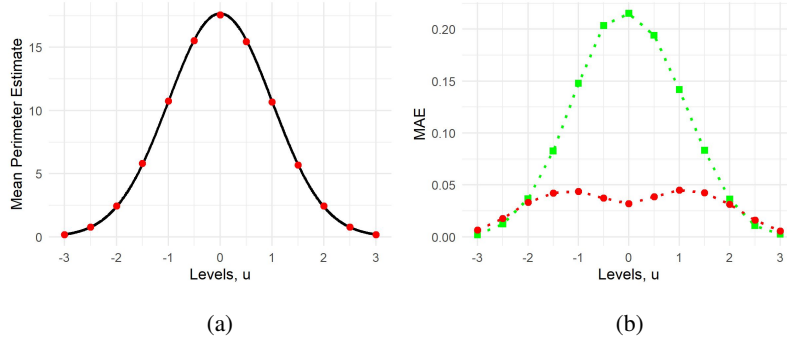 Mean Perimeter Estimate
15
10
5
0
-3 -2 -1 0 1 2 3
Levels, u
(a)
MAE
0.20
0.15
0.10
0.05
0.00
-3 -2 -1 0 1 2 3
Levels, u
(b)